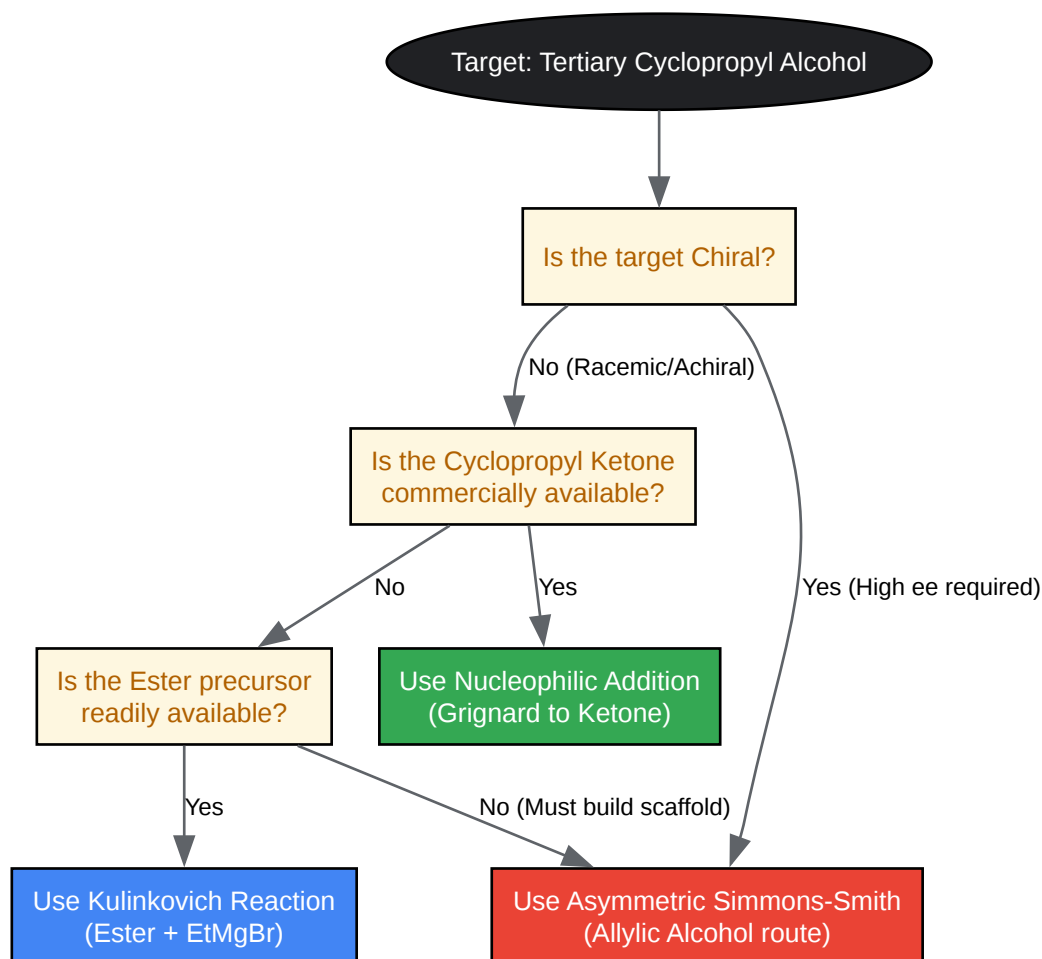 Target: Tertiary Cyclopropyl Alcohol
Is the target Chiral?
No (Racemic/Achiral)
Is the Cyclopropyl Ketone
commercially available?
No
Yes
Yes (High ee required)
Is the Ester precursor
readily available?
Use Nucleophilic Addition
(Grignard to Ketone)
Yes
No (Must build scaffold)
Use Kulinkovich Reaction
(Ester + EtMgBr)
Use Asymmetric Simmons-Smith
(Allylic Alcohol route)